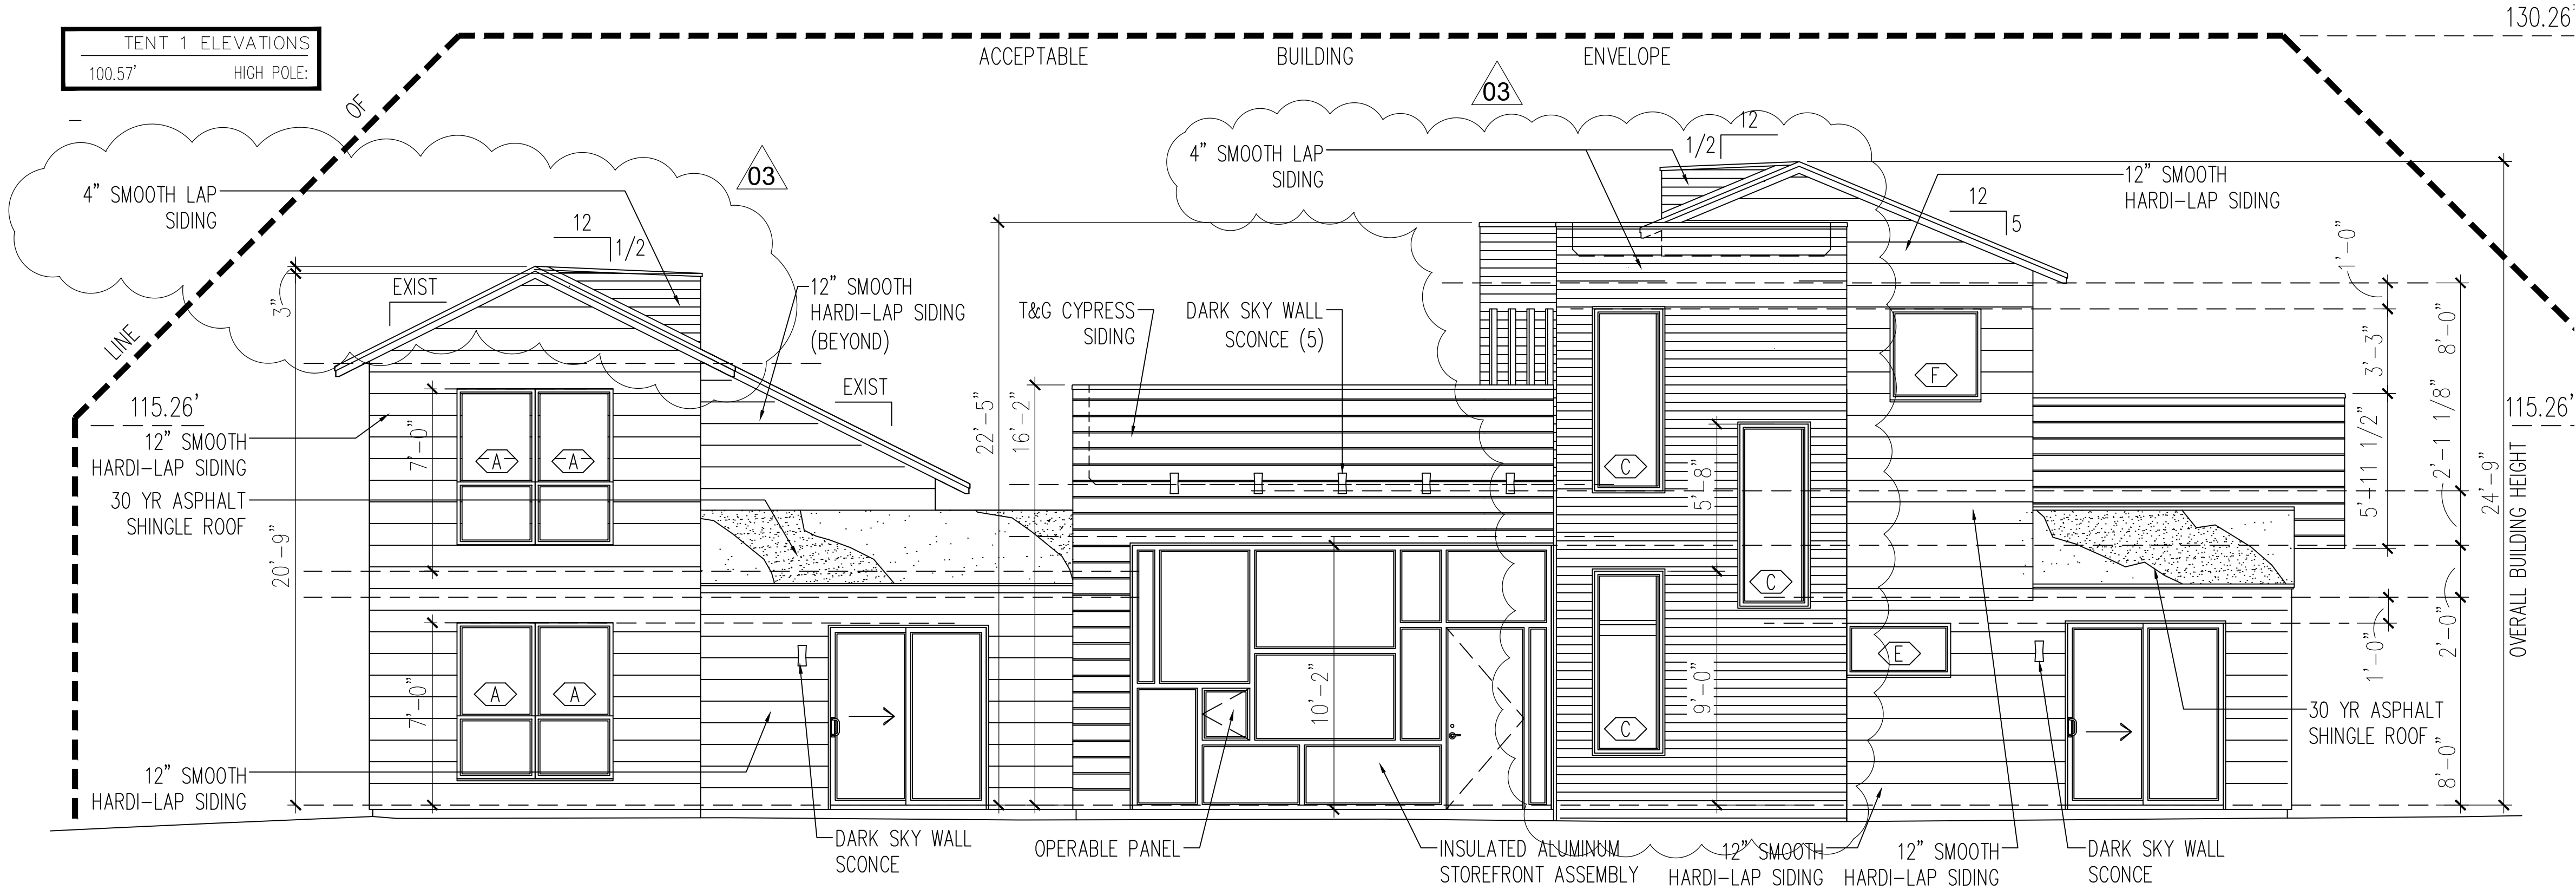 TENT 1 ELEVATIONS
100.57' HIGH POLE:
130.26'
ACCEPTABLE BUILDING ENVELOPE
LINE OF
03
03
12
1/2
4" SMOOTH LAP
SIDING
4" SMOOTH LAP
SIDING
12" SMOOTH
HARDI-LAP SIDING
12
1/2
12
5
EXIST
12" SMOOTH
HARDI-LAP SIDING
(BEYOND)
T&G CYPRESS
SIDING
DARK SKY WALL
SCONCE (5)
EXIST
3"
1'-0"
3'-3"
8'-0"
F
115.26'
115.26'
12" SMOOTH
HARDI-LAP SIDING
7'-0"
22'-5"
16'-2"
A
A
C
5'-8"
5'-11 1/2"
2'-1 1/8"
24'-9"
OVERALL BUILDING HEIGHT
30 YR ASPHALT
SHINGLE ROOF
20'-9"
C
2'-0"
1'-0"
E
7'-0"
A
A
10'-2"
C
9'-0"
8'-0"
30 YR ASPHALT
SHINGLE ROOF
12" SMOOTH
HARDI-LAP SIDING
DARK SKY WALL
SCONCE
OPERABLE PANEL
INSULATED ALUMINUM
STOREFRONT ASSEMBLY
12" SMOOTH
HARDI-LAP SIDING
12" SMOOTH
HARDI-LAP SIDING
DARK SKY WALL
SCONCE